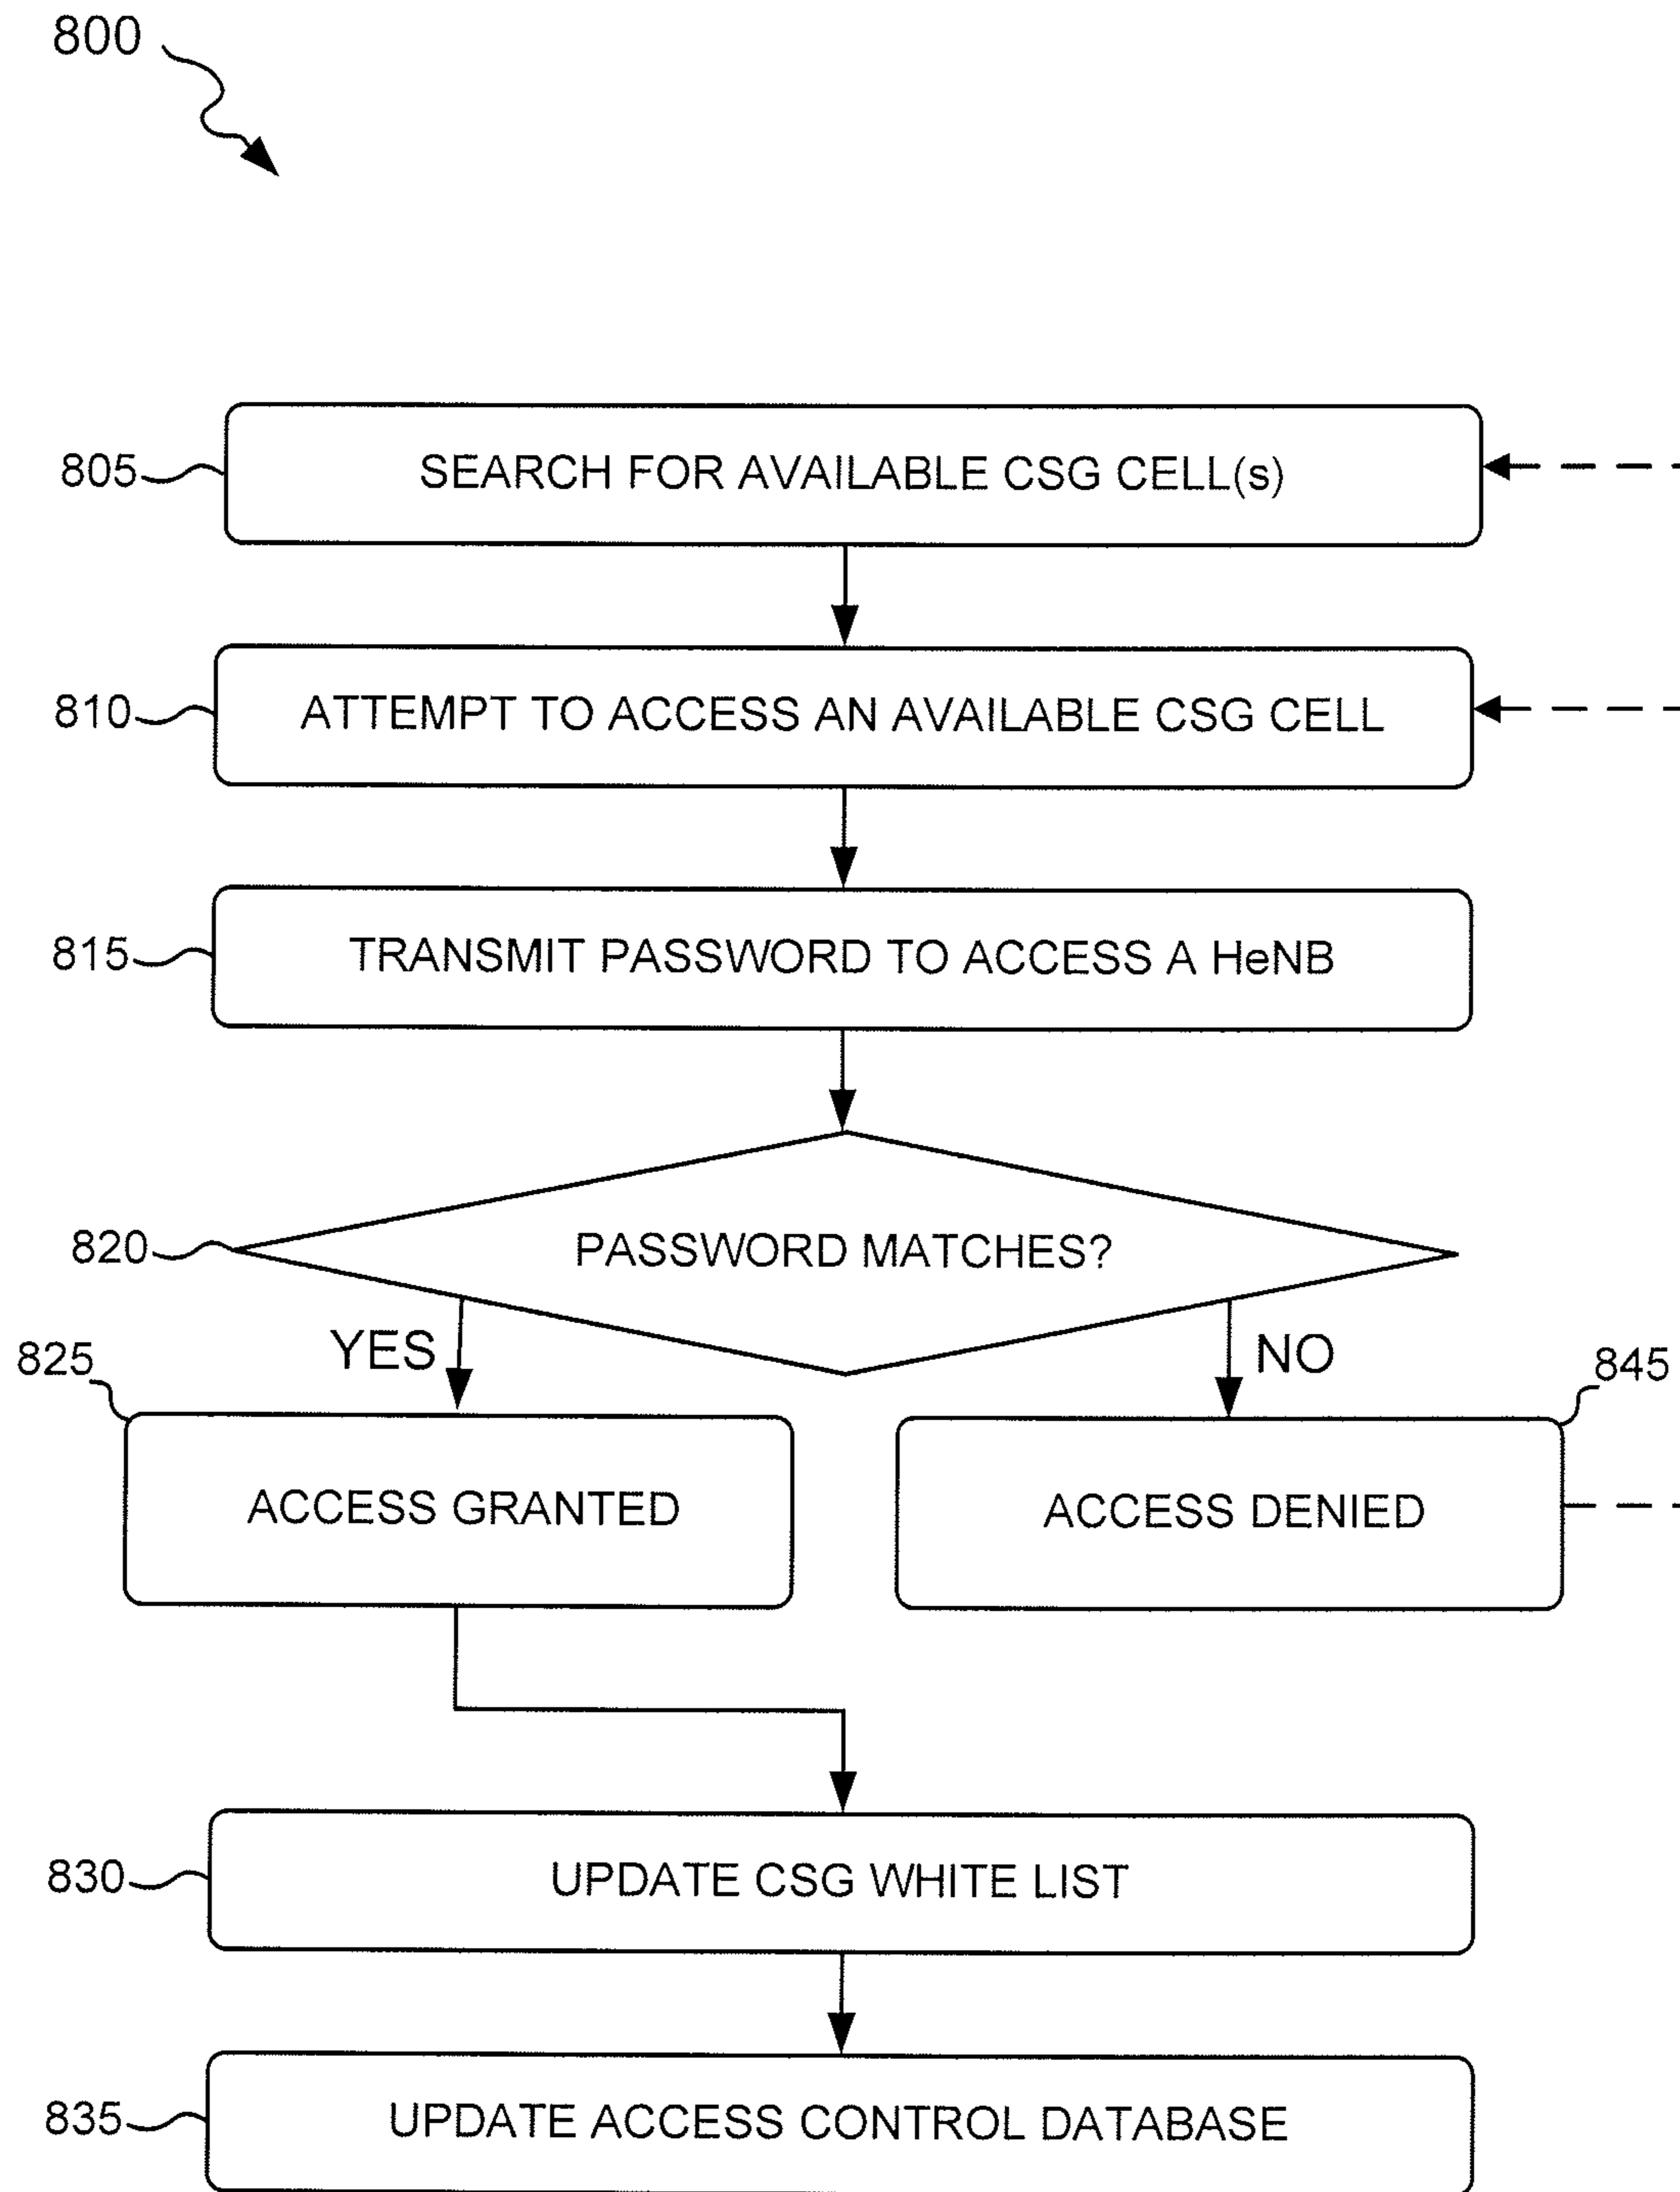 800
805
SEARCH FOR AVAILABLE CSG CELL(s)
810
ATTEMPT TO ACCESS AN AVAILABLE CSG CELL
815
TRANSMIT PASSWORD TO ACCESS A HeNB
820
PASSWORD MATCHES?
YES
NO
825
845
ACCESS GRANTED
ACCESS DENIED
830
UPDATE CSG WHITE LIST
835
UPDATE ACCESS CONTROL DATABASE